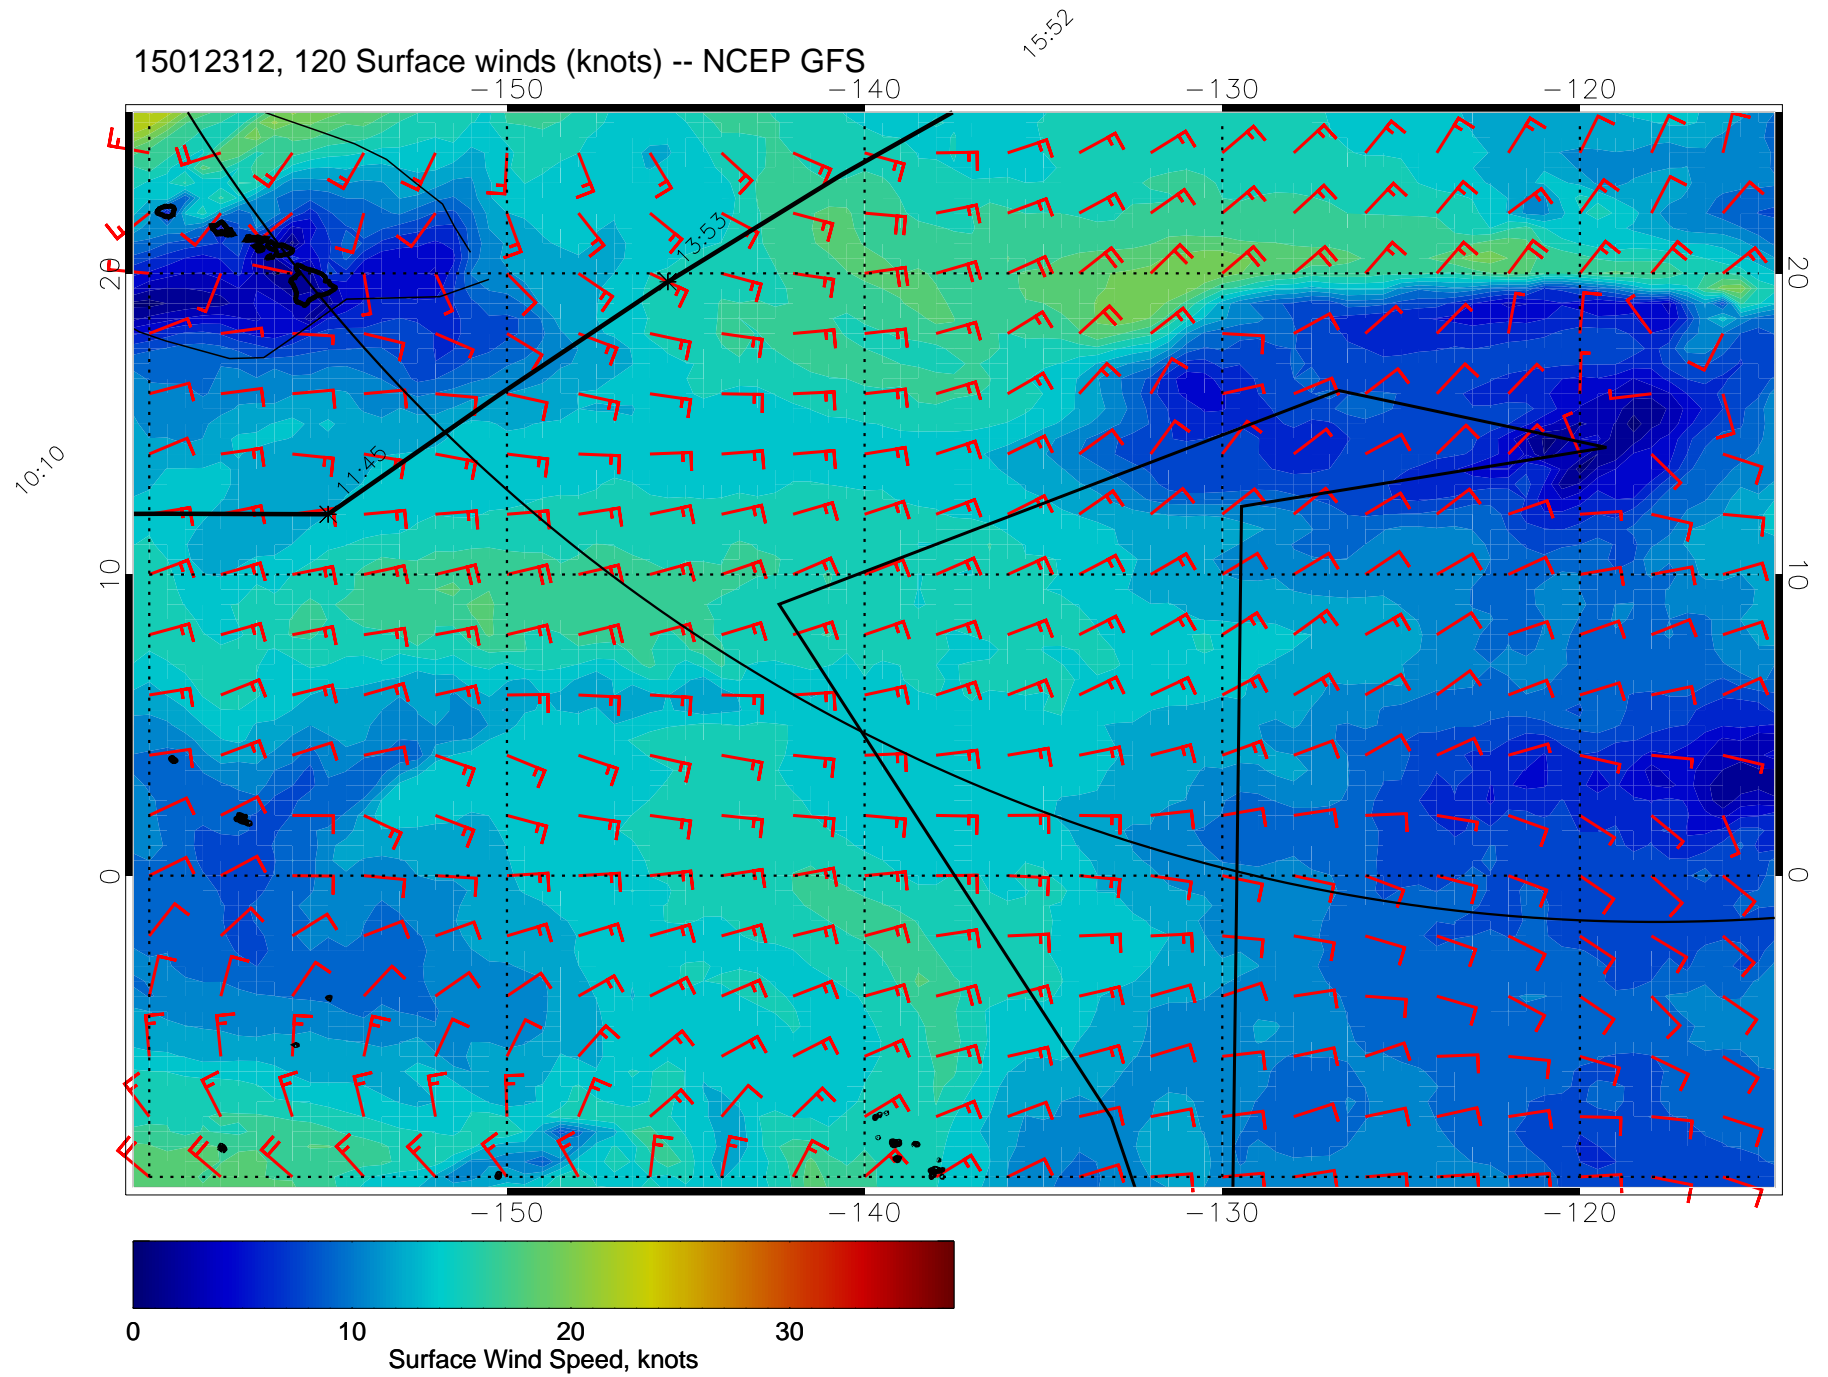 15:52
15012312, 120 Surface winds (knots) -- NCEP GFS
-150 -140 -130 -120
13:53
20 20
11:45
10:10
10 10
0 0
-150 -140 -130 -120
0 10 20 30
Surface Wind Speed, knots